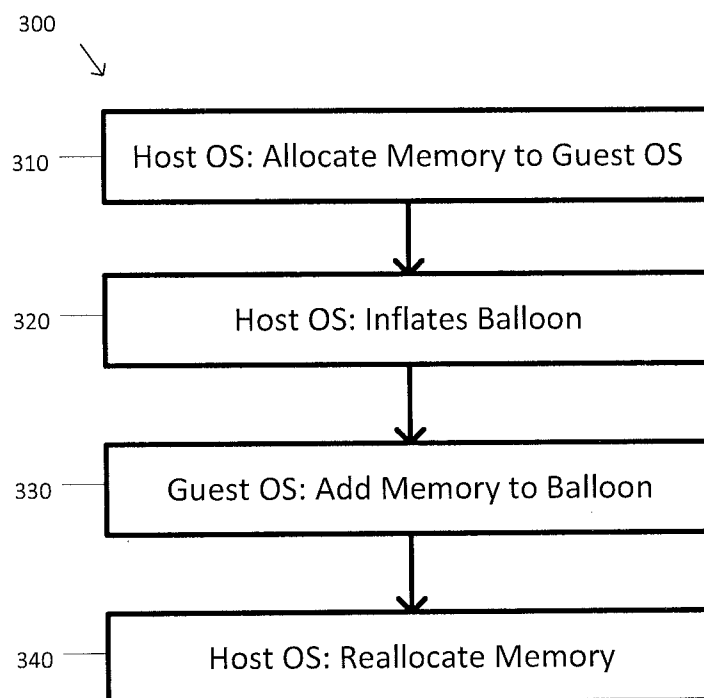 300
310
Host OS: Allocate Memory to Guest OS
320
Host OS: Inflates Balloon
330
Guest OS: Add Memory to Balloon
340
Host OS: Reallocate Memory